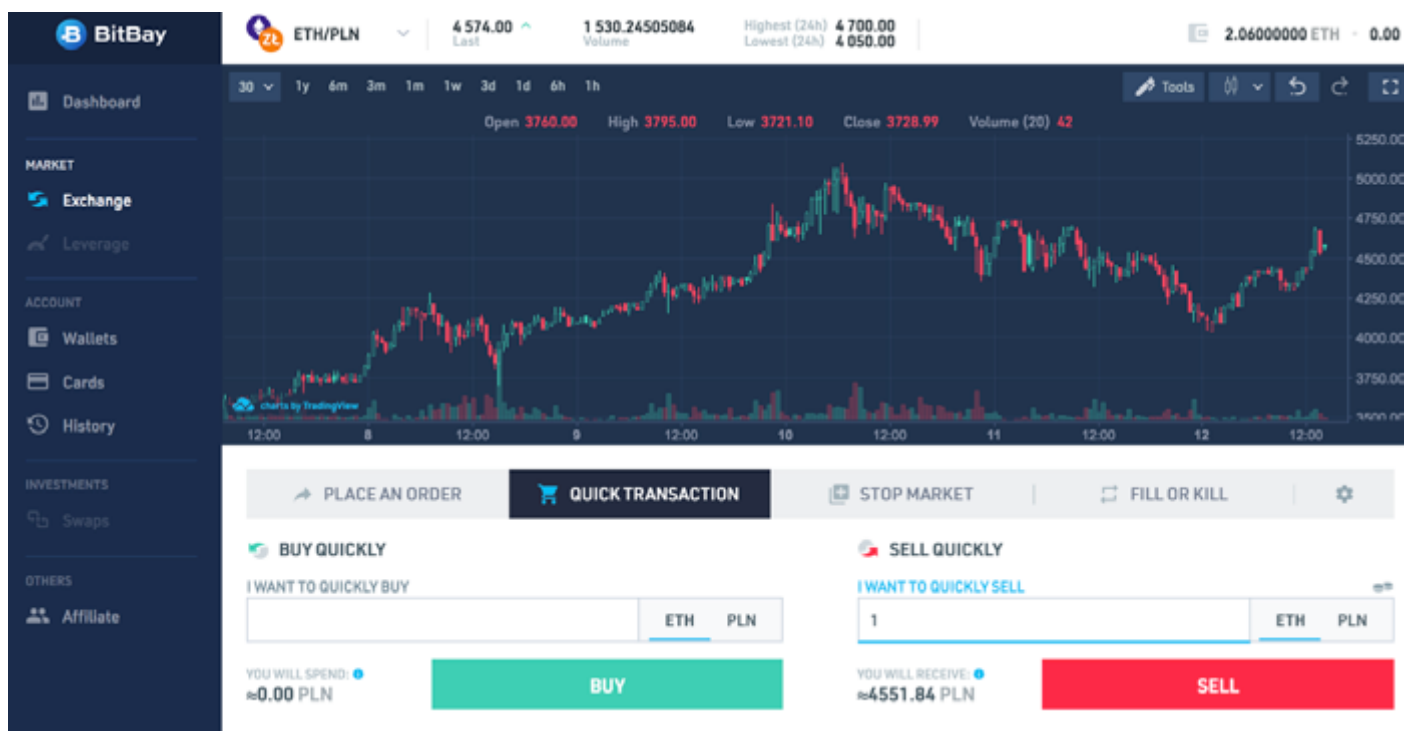 BitBay
ETH/PLN
4 574.00
Last
1 530.24505084
Volume
Highest (24h) 4 700.00
Lowest (24h) 4 050.00
2.06000000 ETH - 0.00
Dashboard
MARKET
Exchange
Leverage
ACCOUNT
Wallets
Cards
History
INVESTMENTS
Swaps
OTHERS
Affiliate
30 1y 6m 3m 1m 1w 3d 1d 6h 1h
Tools
Open 3760.00 High 3795.00 Low 3721.10 Close 3728.99 Volume (20) 42
5250.00
5000.00
4750.00
4500.00
4250.00
4000.00
3750.00
3500.00
charts by TradingView
12:00 8 12:00 9 12:00 10 12:00 11 12:00 12 12:00
PLACE AN ORDER
QUICK TRANSACTION
STOP MARKET
FILL OR KILL
BUY QUICKLY
I WANT TO QUICKLY BUY
ETH PLN
YOU WILL SPEND:
≈0.00 PLN
BUY
SELL QUICKLY
I WANT TO QUICKLY SELL
1
ETH PLN
YOU WILL RECEIVE:
≈4551.84 PLN
SELL